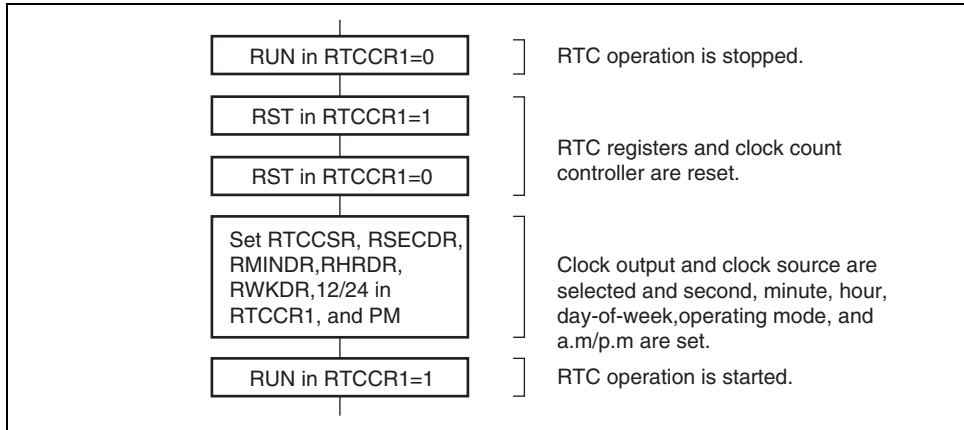 RUN in RTCCR1=0
RTC operation is stopped.
RST in RTCCR1=1
RST in RTCCR1=0
RTC registers and clock count
controller are reset.
Set RTCCSR, RSECDR,
RMINDR,RHRDR,
RWKDR,12/24 in
RTCCR1, and PM
Clock output and clock source are
selected and second, minute, hour,
day-of-week,operating mode, and
a.m/p.m are set.
RUN in RTCCR1=1
RTC operation is started.